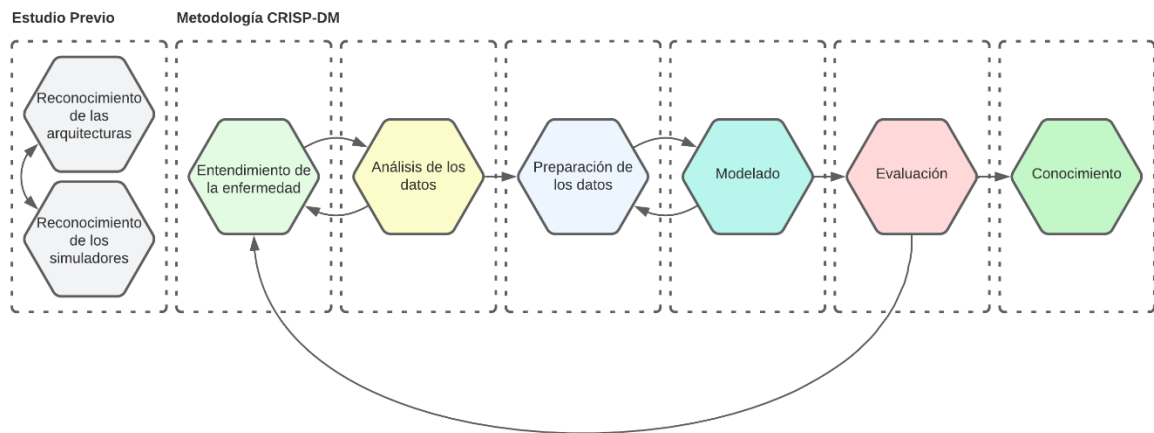 Estudio Previo
Metodología CRISP-DM
Reconocimiento
de las
arquitecturas
Reconocimiento
de los
simuladores
Entendimiento de
la enfermedad
Análisis de los
datos
Preparación de
los datos
Modelado
Evaluación
Conocimiento